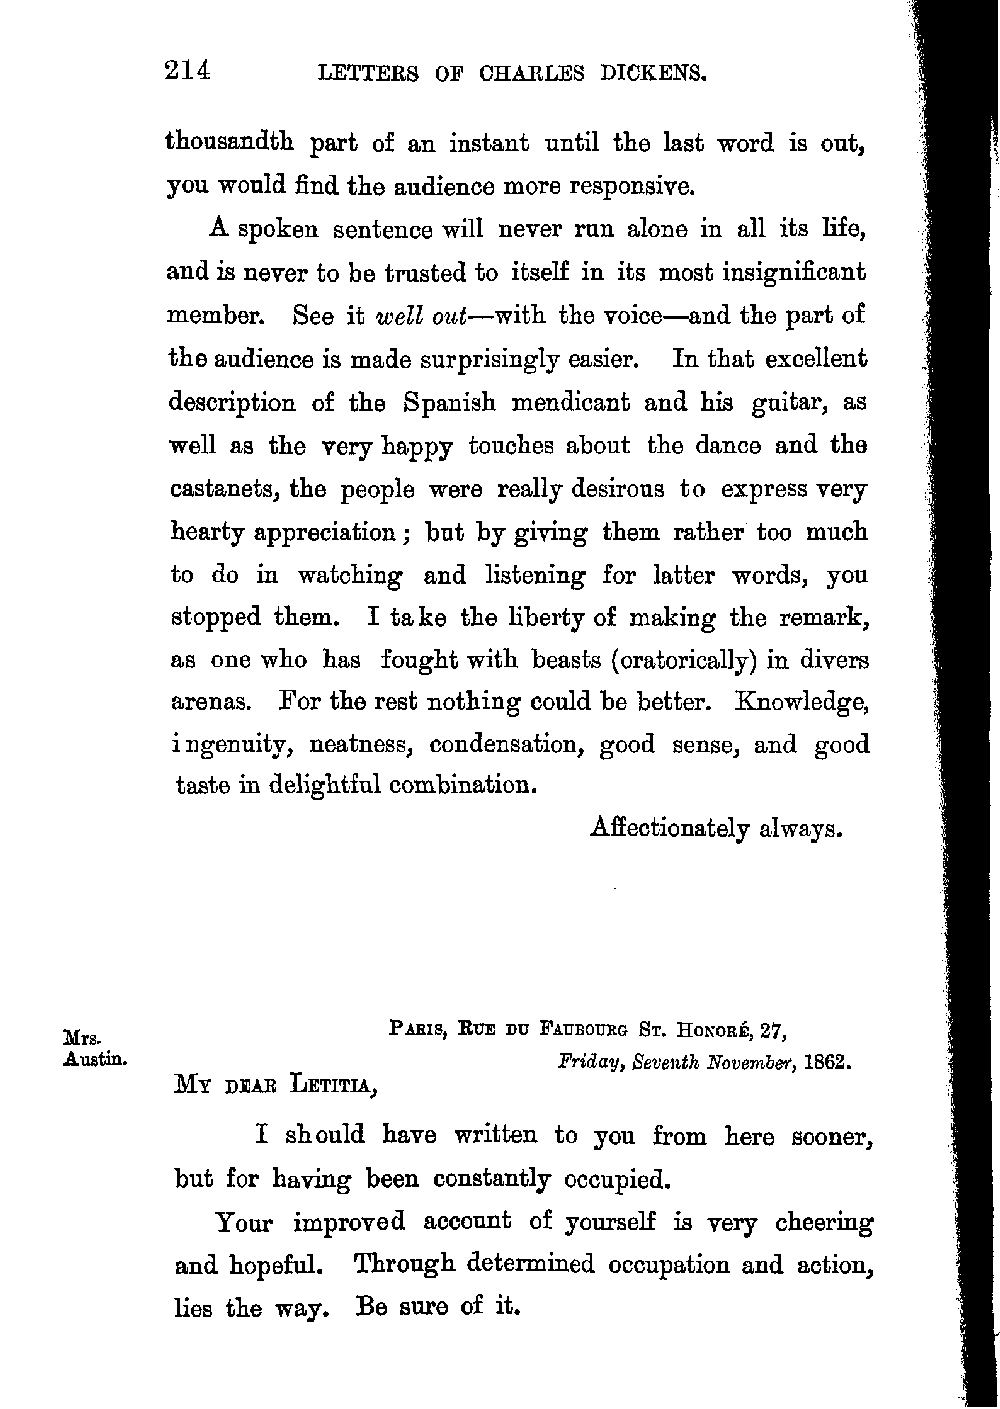 214 LETTERS OF CHARLES DICKENS.
thousandth part of an instant until the last word is out,
you would find the audience more responsive.
A spoken sentence will never run alone in all its life,
and is never to be trusted to itself in its most insignificant
member. See it well out—with the voice—and the part of
the audience is made surprisingly easier. In that excellent
description of the Spanish mendicant and his guitar, as
well as the very happy touches about the dance and the
castanets, the people were really desirous to express very
hearty appreciation; but by giving them rather too much
to do in watching and listening for latter words, you
stopped them. I take the liberty of making the remark,
as one who has fought with beasts (oratorically) in divers
arenas. For the rest nothing could be better. Knowledge,
ingenuity, neatness, condensation, good sense, and good
taste in delightful combination.
Affectionately always.
Mrs.
Austin.
PARIS, RUE DU FAUBOURG ST. HONORÉ, 27,
Friday, Seventh November, 1862.
MY DEAR LETITIA,
I should have written to you from here sooner,
but for having been constantly occupied.
Your improved account of yourself is very cheering
and hopeful. Through determined occupation and action,
lies the way. Be sure of it.